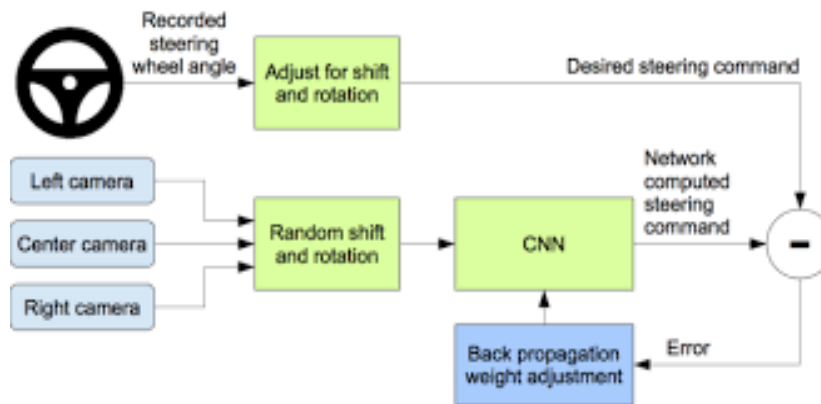 Recorded
steering
wheel angle
Adjust for shift
and rotation
Desired steering command
Left camera
Center camera
Right camera
Random shift
and rotation
CNN
Network
computed
steering
command
-
Back propagation
weight adjustment
Error